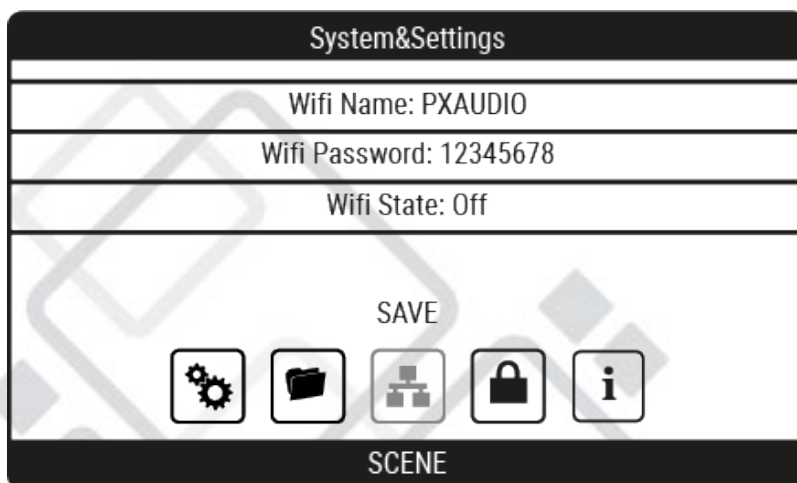 System&Settings
Wifi Name: PXAUDIO
Wifi Password: 12345678
Wifi State: Off
SAVE
i
SCENE